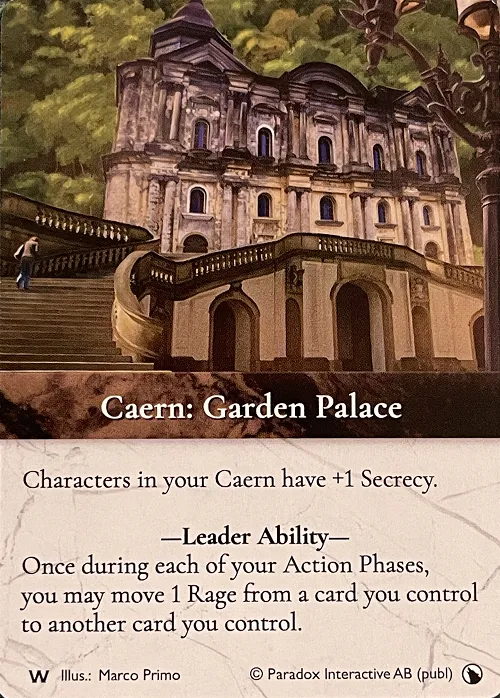 Caern: Garden Palace
Characters in your Caern have +1 Secrecy.
—Leader Ability—
Once during each of your Action Phases,
you may move 1 Rage from a card you control
to another card you control.
W Illus.: Marco Primo © Paradox Interactive AB (publ)